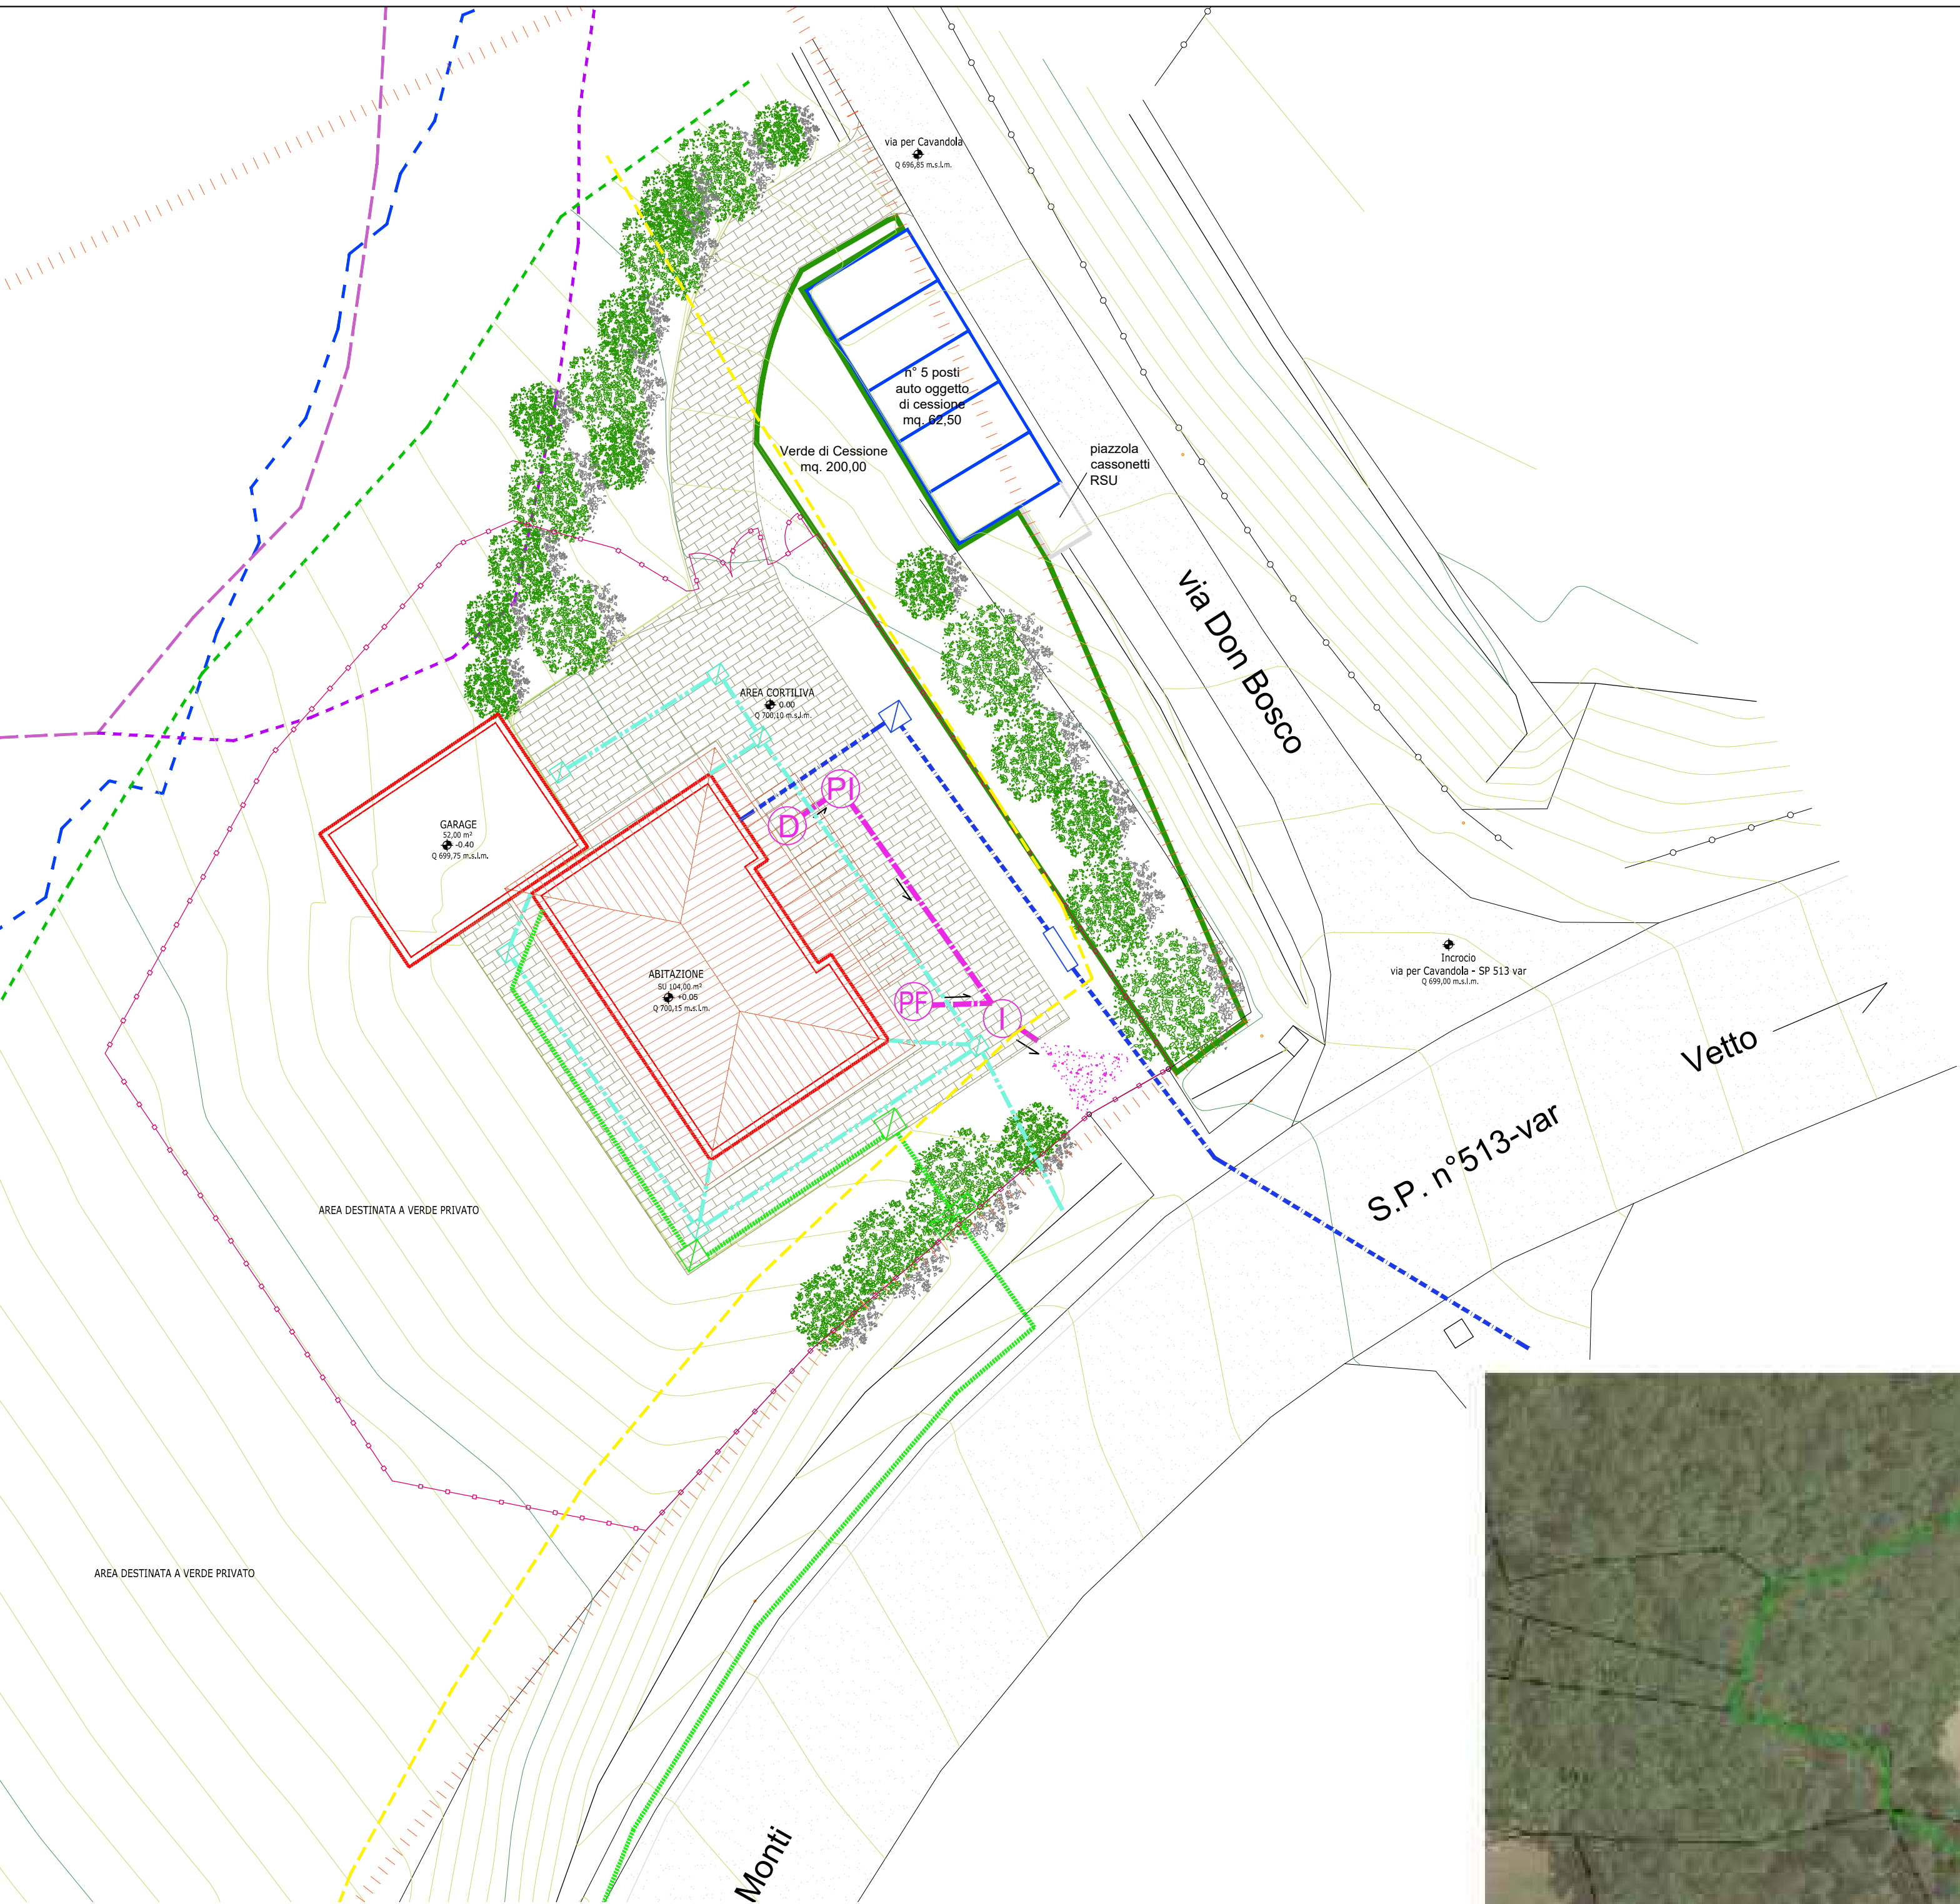 via per Cavandola
Q 696,85 m.s.l.m.
n° 5 posti
auto oggetto
di cessione
mq. 62,50
Verde di Cessione
mq. 200,00
piazzola
cassonetti
RSU
via Don Bosco
AREA CORTILIVA
0.00
Q 700,10 m.s.l.m.
PI
D
GARAGE
52,00 m²
-0.40
Q 699,75 m.s.l.m.
ABITAZIONE
SU 104,00 m²
+0,05
Q 700,15 m.s.l.m.
PF
I
Incrocio
via per Cavandola - SP 513 var
Q 699,00 m.s.l.m.
Vetto
S.P. n°513-var
AREA DESTINATA A VERDE PRIVATO
AREA DESTINATA A VERDE PRIVATO
Monti